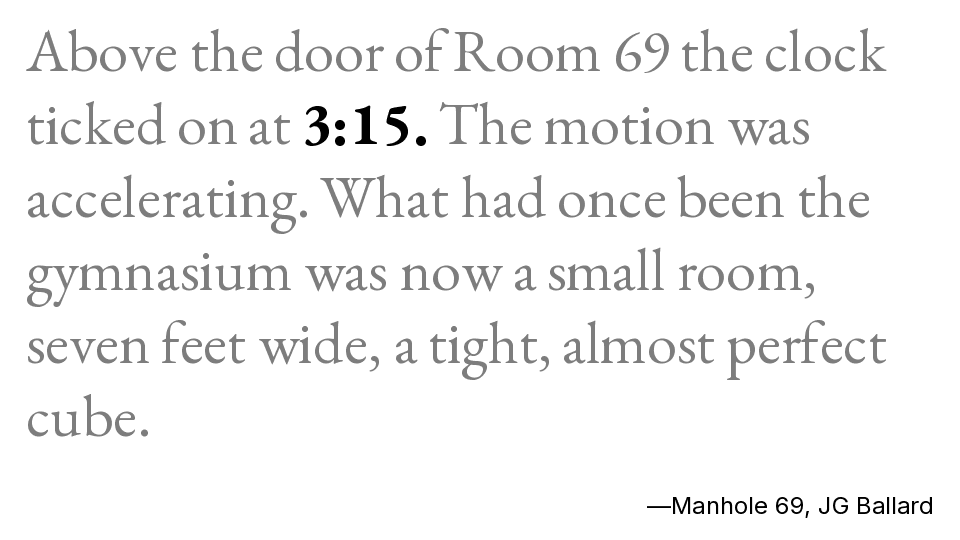 Above the door of Room 69 the clock
ticked on at 3:15. The motion was
accelerating. What had once been the
gymnasium was now a small room,
seven feet wide, a tight, almost perfect
cube.
—Manhole 69, JG Ballard